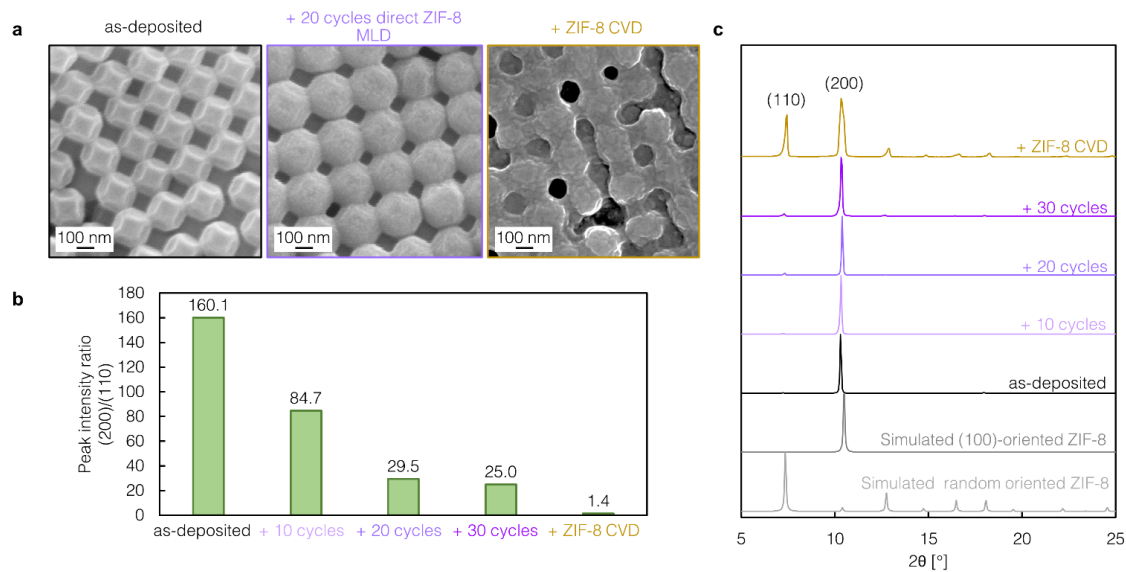 a
as-deposited
+ 20 cycles direct ZIF-8
MLD
+ ZIF-8 CVD
100 nm
100 nm
100 nm
b
Peak intensity ratio
(200)/(110)
180
160
140
120
100
80
60
40
20
0
160.1
84.7
29.5
25.0
1.4
as-deposited + 10 cycles + 20 cycles + 30 cycles + ZIF-8 CVD
c
(110)
(200)
+ ZIF-8 CVD
+ 30 cycles
+ 20 cycles
+ 10 cycles
as-deposited
Simulated (100)-oriented ZIF-8
Simulated random oriented ZIF-8
5 10 15 20 25
2θ [°]